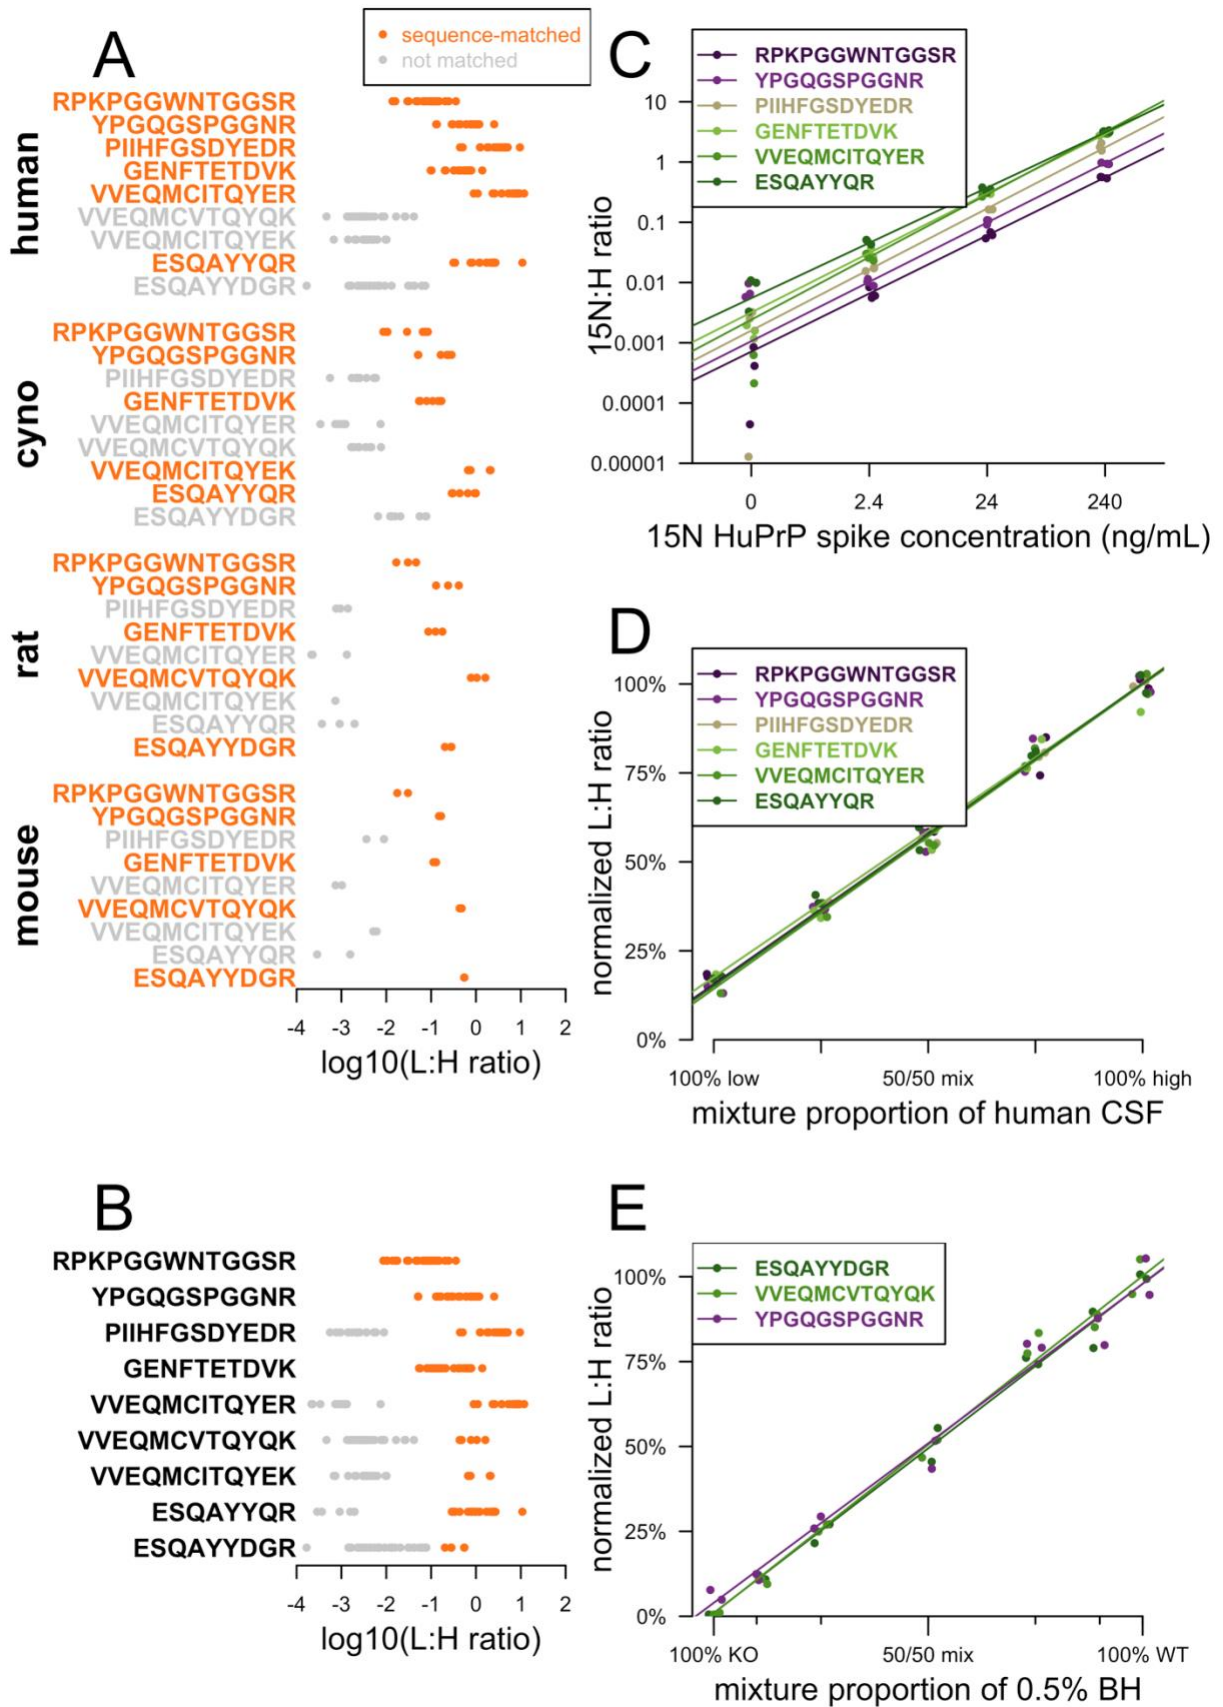 A
sequence-matched
not matched
human
RPKPGGWNTGGSR
YPGQGSPGGNR
PIIHFGSDYEDR
GENFTETDVK
VVEQMCITQYER
VVEQMCVTQYQK
VVEQMCITQYEK
ESQAYYQR
ESQAYYDGR
cyno
RPKPGGWNTGGSR
YPGQGSPGGNR
PIIHFGSDYEDR
GENFTETDVK
VVEQMCITQYER
VVEQMCVTQYQK
VVEQMCITQYEK
ESQAYYQR
ESQAYYDGR
rat
RPKPGGWNTGGSR
YPGQGSPGGNR
PIIHFGSDYEDR
GENFTETDVK
VVEQMCITQYER
VVEQMCVTQYQK
VVEQMCITQYEK
ESQAYYQR
ESQAYYDGR
mouse
RPKPGGWNTGGSR
YPGQGSPGGNR
PIIHFGSDYEDR
GENFTETDVK
VVEQMCITQYER
VVEQMCVTQYQK
VVEQMCITQYEK
ESQAYYQR
ESQAYYDGR
-4 -3 -2 -1 0 1 2
log10(L:H ratio)
B
RPKPGGWNTGGSR
YPGQGSPGGNR
PIIHFGSDYEDR
GENFTETDVK
VVEQMCITQYER
VVEQMCVTQYQK
VVEQMCITQYEK
ESQAYYQR
ESQAYYDGR
-4 -3 -2 -1 0 1 2
log10(L:H ratio)
C
RPKPGGWNTGGSR
YPGQGSPGGNR
PIIHFGSDYEDR
GENFTETDVK
VVEQMCITQYER
ESQAYYQR
15N:H ratio
10
1
0.1
0.01
0.001
0.0001
0.00001
0 2.4 24 240
15N HuPrP spike concentration (ng/mL)
D
RPKPGGWNTGGSR
YPGQGSPGGNR
PIIHFGSDYEDR
GENFTETDVK
VVEQMCITQYER
ESQAYYQR
normalized L:H ratio
100%
75%
50%
25%
0%
100% low 50/50 mix 100% high
mixture proportion of human CSF
E
ESQAYYDGR
VVEQMCVTQYQK
YPGQGSPGGNR
normalized L:H ratio
100%
75%
50%
25%
0%
100% KO 50/50 mix 100% WT
mixture proportion of 0.5% BH